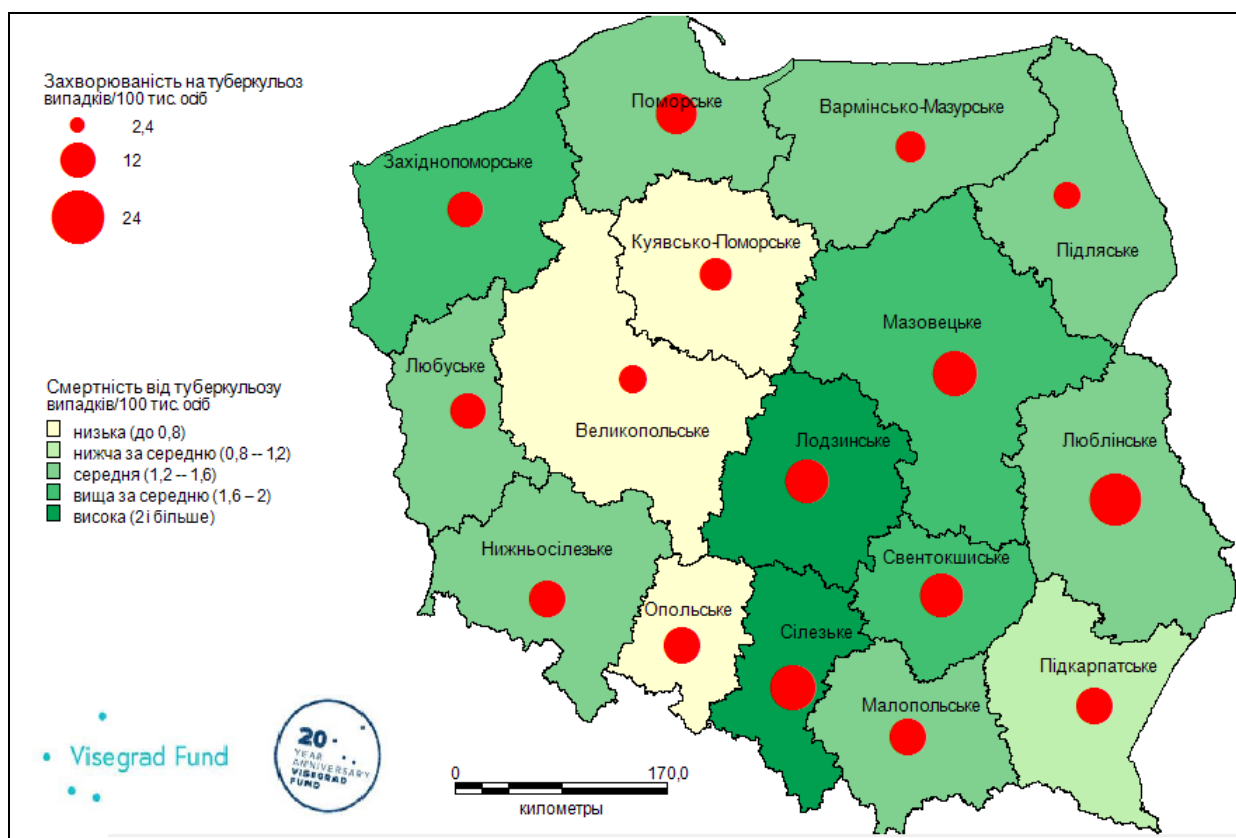 Захворюваність на туберкульоз
випадків/100 тис. осіб
2,4
12
24
Смертність від туберкульозу
випадків/100 тис. осіб
низька (до 0,8)
нижча за середню (0,8 -- 1,2)
середня (1,2 -- 1,6)
вища за середню (1,6 -- 2)
висока (2 і більше)
Поморське
Вармінсько-Мазурське
Західнопоморське
Куявсько-Поморське
Підляське
Мазовецьке
Любуське
Великопольське
Лодзинське
Люблінське
Нижньосілезьке
Свентокшиське
Опольське
Сілезьке
Підкарпатське
Малопольське
Visegrad Fund
20
YEAR
ANNIVERSARY
VISEGRAD
FUND
0 170,0
километры